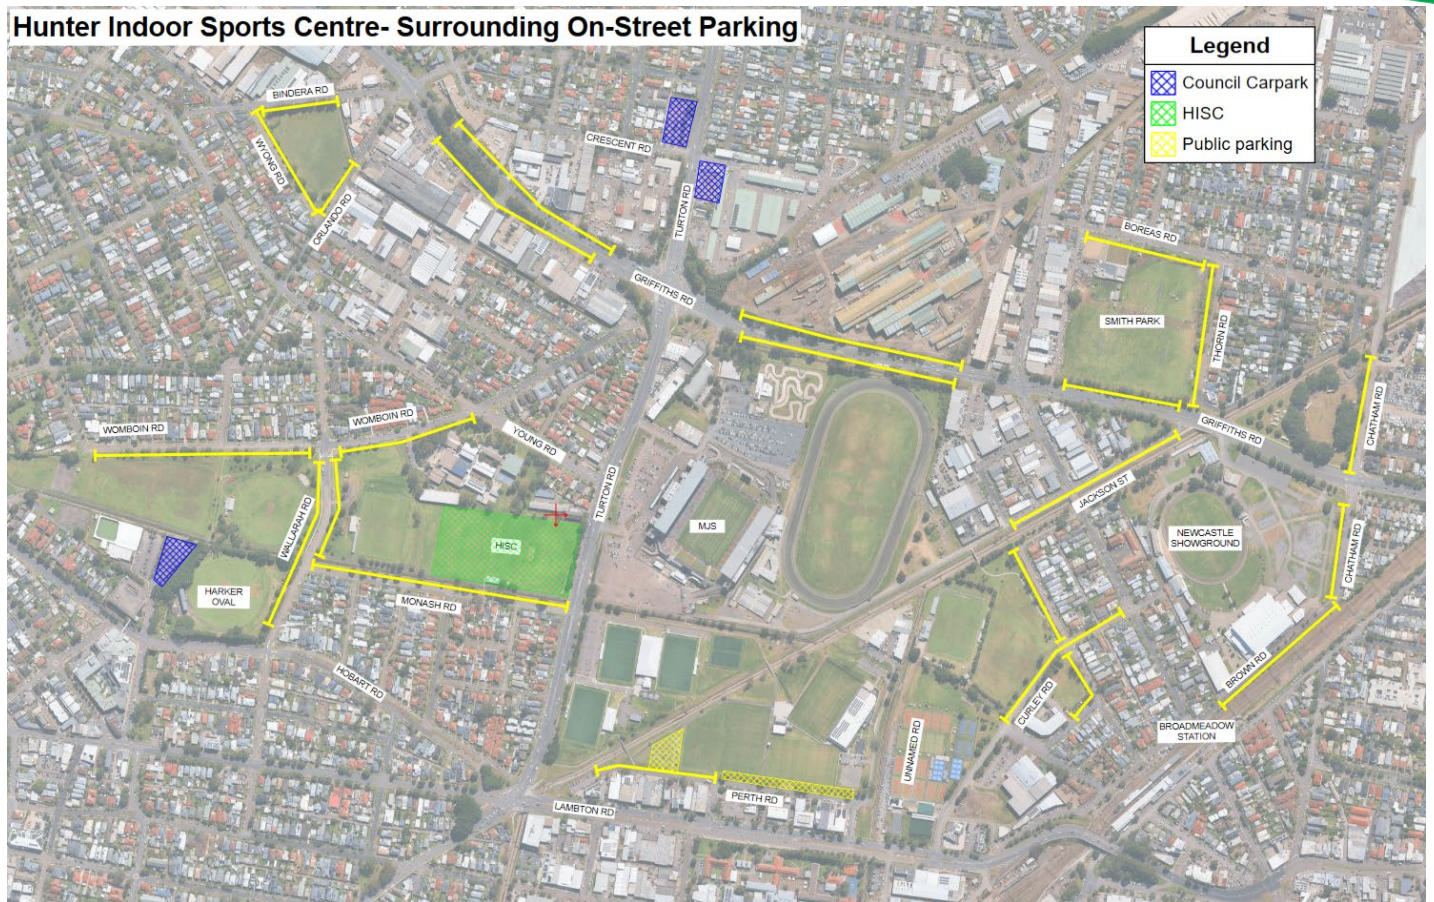 Hunter Indoor Sports Centre- Surrounding On-Street Parking
Legend
Council Carpark
HISC
Public parking
BINDERA RD
WYONG RD
ORLANDO RD
CRESCENT RD
TURTON RD
GRIFFITHS RD
BOREAS RD
SMITH PARK
THORN RD
CHATHAM RD
GRIFFITHS RD
WOMBOIN RD
WOMBOIN RD
YOUNG RD
TURTON RD
JACKSON ST
WALLARAH RD
HISC
MJS
NEWCASTLE
SHOWGROUND
CHATHAM RD
HARKER
OVAL
MONASH RD
HOBART RD
CURLEY RD
BROWN RD
BROADMEADOW
STATION
UNNAMED RD
PERTH RD
LAMBTON RD